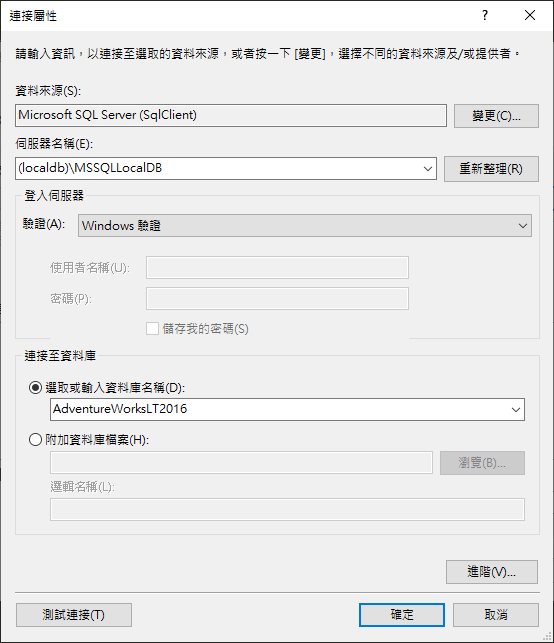 連接屬性
?
請輸入資訊，以連接至選取的資料來源，或者按一下 [變更]，選擇不同的資料來源及/或提供者。
資料來源(S):
Microsoft SQL Server (SqlClient)
變更(C)...
伺服器名稱(E):
(localdb)\MSSQLLocalDB
重新整理(R)
登入伺服器
驗證(A):
Windows 驗證
使用者名稱(U):
密碼(P):
儲存我的密碼(S)
連接至資料庫
選取或輸入資料庫名稱(D):
AdventureWorksLT2016
附加資料庫檔案(H):
瀏覽(B)...
邏輯名稱(L):
進階(V)...
測試連接(T)
確定
取消